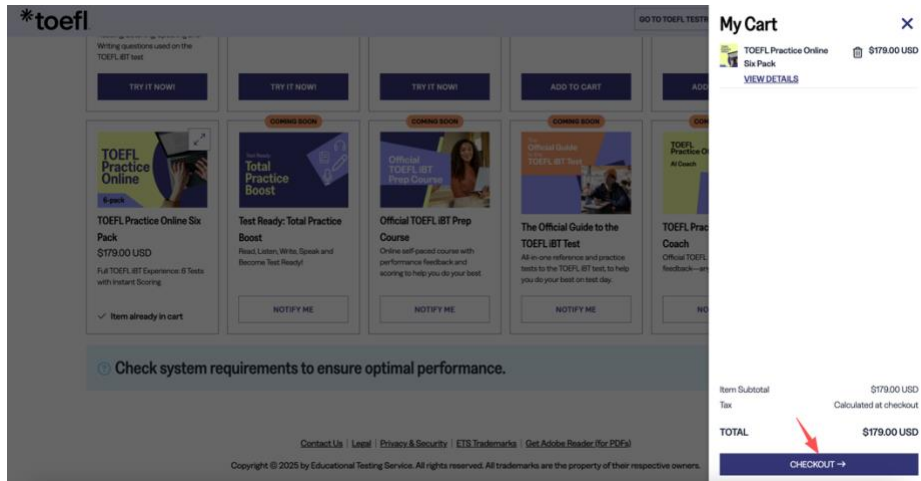 *toefl
GO TO TOEFL TESTR
Writing questions used on the
TOEFL iBT test
TRY IT NOW!
TRY IT NOW!
TRY IT NOW!
ADD TO CART
ADD
COMING SOON
COMING SOON
COMING SOON
COM
TOEFL
Practice
Online
6-pack
TOEFL Practice Online Six
Pack
$179.00 USD
Full TOEFL iBT Experience: 6 Tests
with Instant Scoring
✓ Item already in cart
Test Ready:
Total
Practice
Boost
Test Ready: Total Practice
Boost
Read, Listen, Write, Speak and
Become Test Ready!
NOTIFY ME
Official
TOEFL iBT
Prep Course
Official TOEFL iBT Prep
Course
Online self-paced course with
performance feedback and
scoring to help you do your best
NOTIFY ME
The
Official Guide
to the
TOEFL iBT Test
The Official Guide to the
TOEFL iBT Test
All-in-one reference and practice
tests to the TOEFL iBT test, to help
you do your best on test day.
NOTIFY ME
TOEFL
Practice O
AI Coach
TOEFL Prac
Coach
Official TOEFL
feedback—an
NO
Check system requirements to ensure optimal performance.
Contact Us | Legal | Privacy & Security | ETS Trademarks | Get Adobe Reader (for PDFs)
Copyright © 2025 by Educational Testing Service. All rights reserved. All trademarks are the property of their respective owners.
My Cart
TOEFL Practice Online
Six Pack
$179.00 USD
VIEW DETAILS
Item Subtotal $179.00 USD
Tax Calculated at checkout
TOTAL $179.00 USD
CHECKOUT →